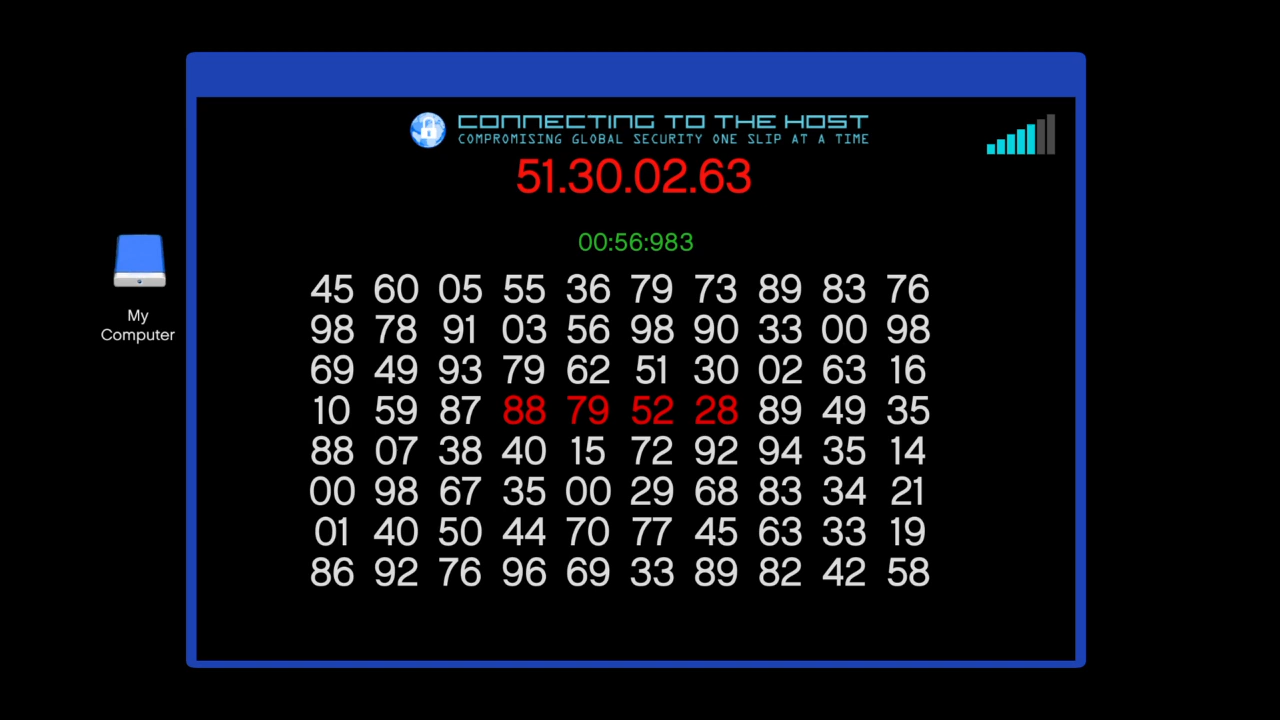 CONNECTING TO THE HOST
COMPROMISING GLOBAL SECURITY ONE SLIP AT A TIME
51.30.02.63
00:56:983
45 60 05 55 36 79 73 89 83 76
98 78 91 03 56 98 90 33 00 98
69 49 93 79 62 51 30 02 63 16
10 59 87 88 79 52 28 89 49 35
88 07 38 40 15 72 92 94 35 14
00 98 67 35 00 29 68 83 34 21
01 40 50 44 70 77 45 63 33 19
86 92 76 96 69 33 89 82 42 58
My
Computer